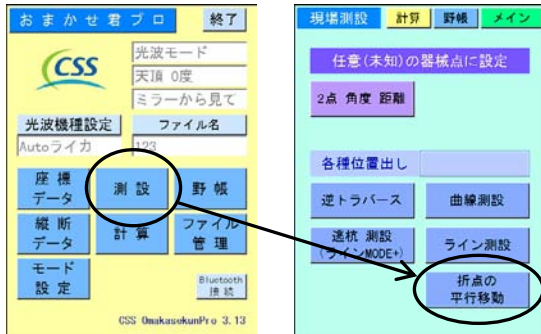 おまかせ君プロ
終了
CSS
光波モード
天頂 0度
ミラーから見て
光波機種設定
ファイル名
Autoライカ
123
座標
データ
測 設
野 帳
縦 断
データ
計 算
ファイル
管 理
モード
設 定
Bluetooth
接 続
CSS OmakasekunPro 3.13
現場測設
計算
野帳
メイン
任意(未知)の器械点に設定
2点 角度 距離
各種位置出し
逆トラバース
曲線測設
逃杭 測設
(ラインMODE+)
ライン測設
折点の
平行移動